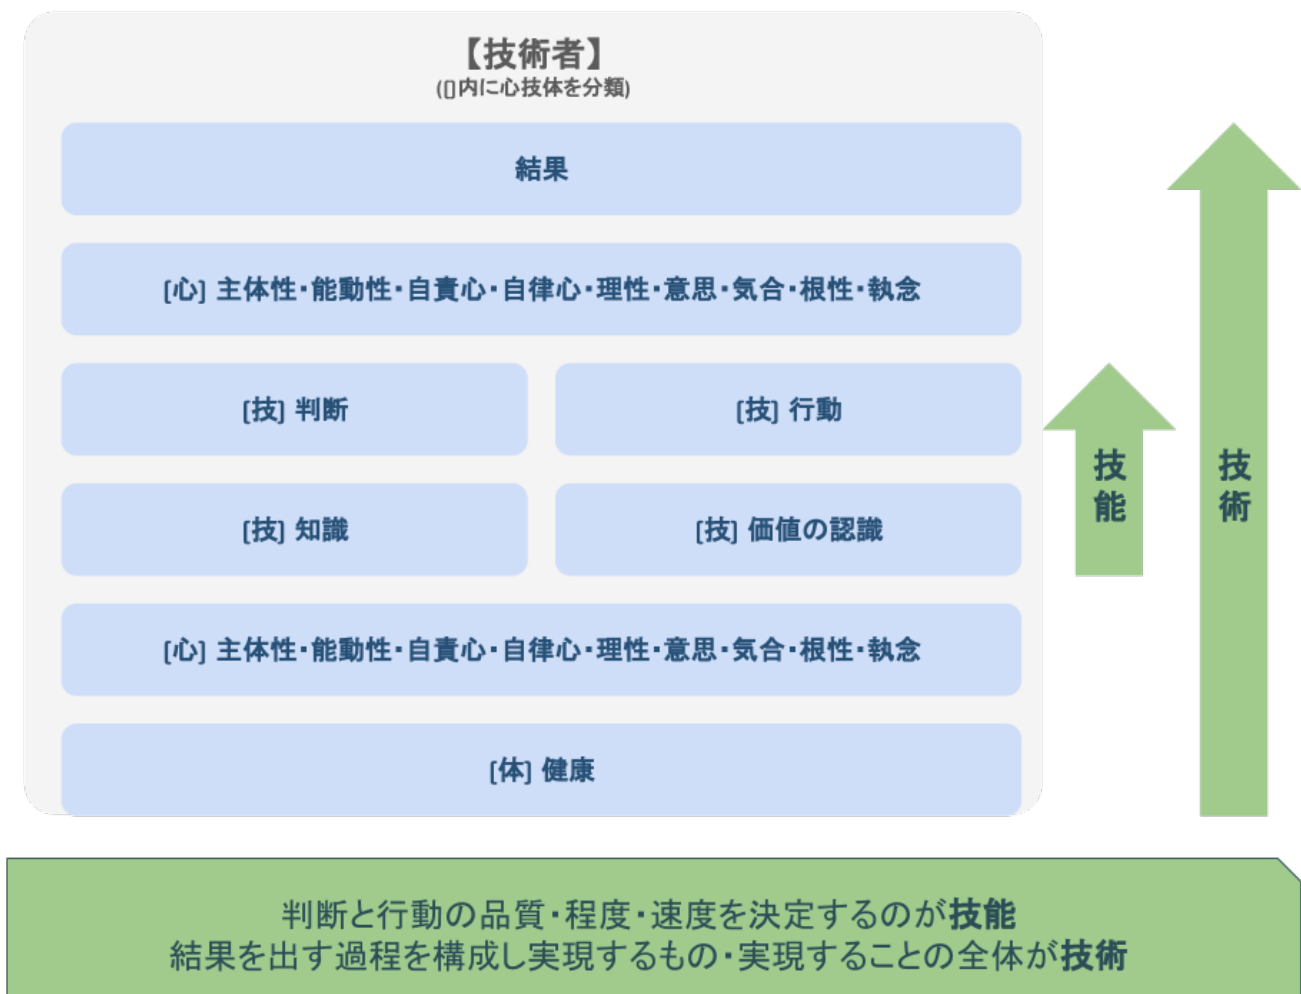 【技術者】
([]内に心技体を分類)
結果
[心] 主体性・能動性・自責心・自律心・理性・意思・気合・根性・執念
[技] 判断
[技] 行動
[技] 知識
[技] 価値の認識
[心] 主体性・能動性・自責心・自律心・理性・意思・気合・根性・執念
[体] 健康
技能
技術
判断と行動の品質・程度・速度を決定するのが技能
結果を出す過程を構成し実現するもの・実現することの全体が技術